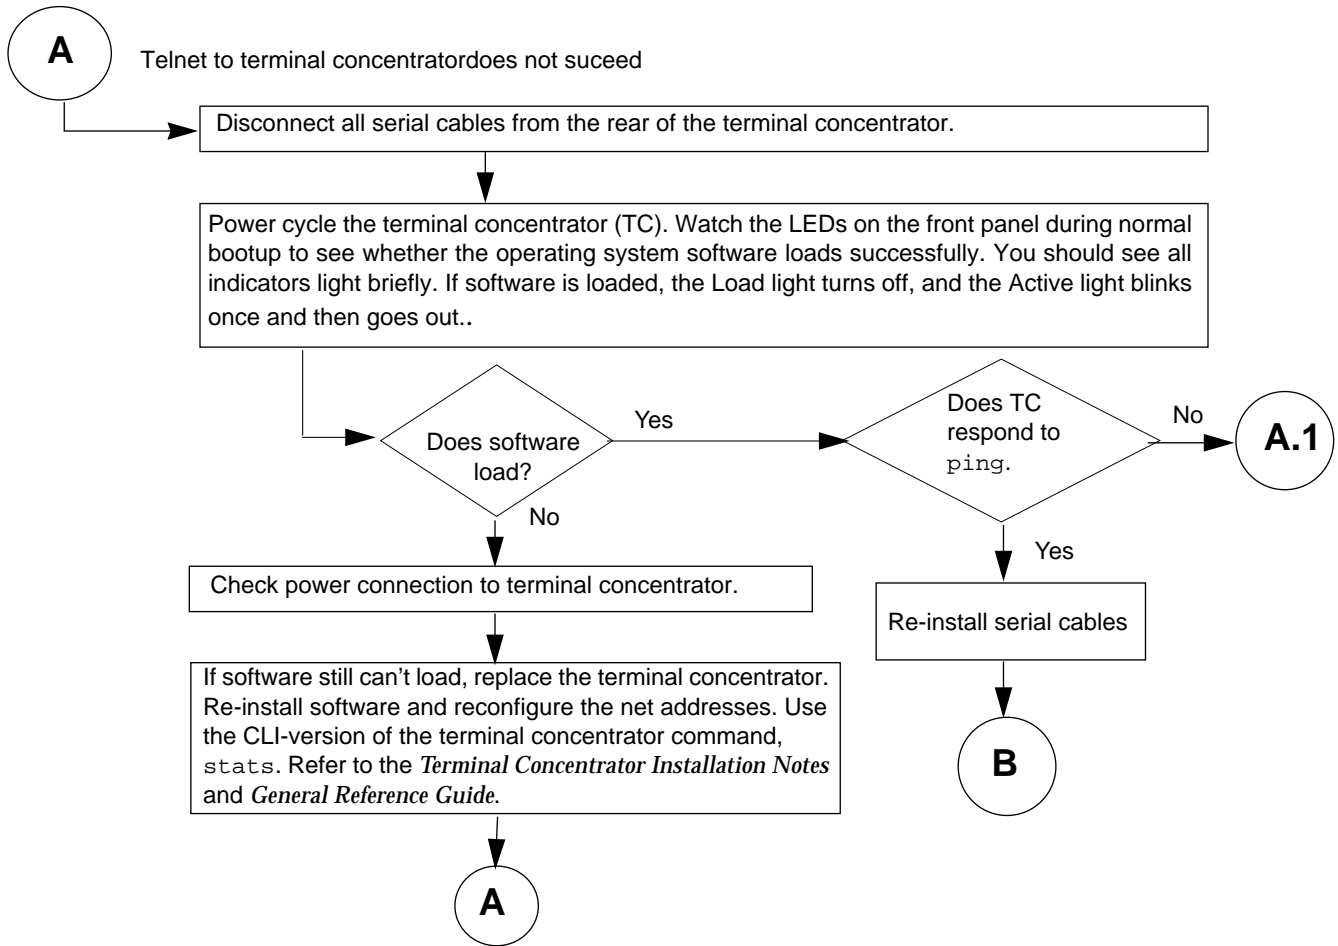 A
Telnet to terminal concentratordoes not suceed
Disconnect all serial cables from the rear of the terminal concentrator.
Power cycle the terminal concentrator (TC). Watch the LEDs on the front panel during normal
bootup to see whether the operating system software loads successfully. You should see all
indicators light briefly. If software is loaded, the Load light turns off, and the Active light blinks
once and then goes out..
Does software
load?
Yes
Does TC
respond to
ping.
No
A.1
No
Check power connection to terminal concentrator.
If software still can't load, replace the terminal concentrator.
Re-install software and reconfigure the net addresses. Use
the CLI-version of the terminal concentrator command,
stats. Refer to the Terminal Concentrator Installation Notes
and General Reference Guide.
A
Yes
Re-install serial cables
B